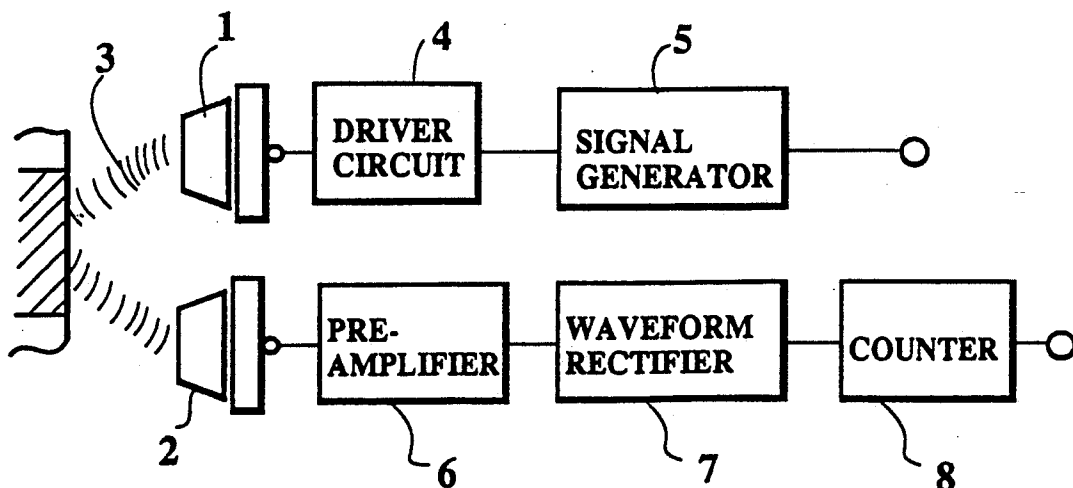 1
3
4
5
DRIVER
CIRCUIT
SIGNAL
GENERATOR
PRE-
AMPLIFIER
WAVEFORM
RECTIFIER
COUNTER
2
6
7
8